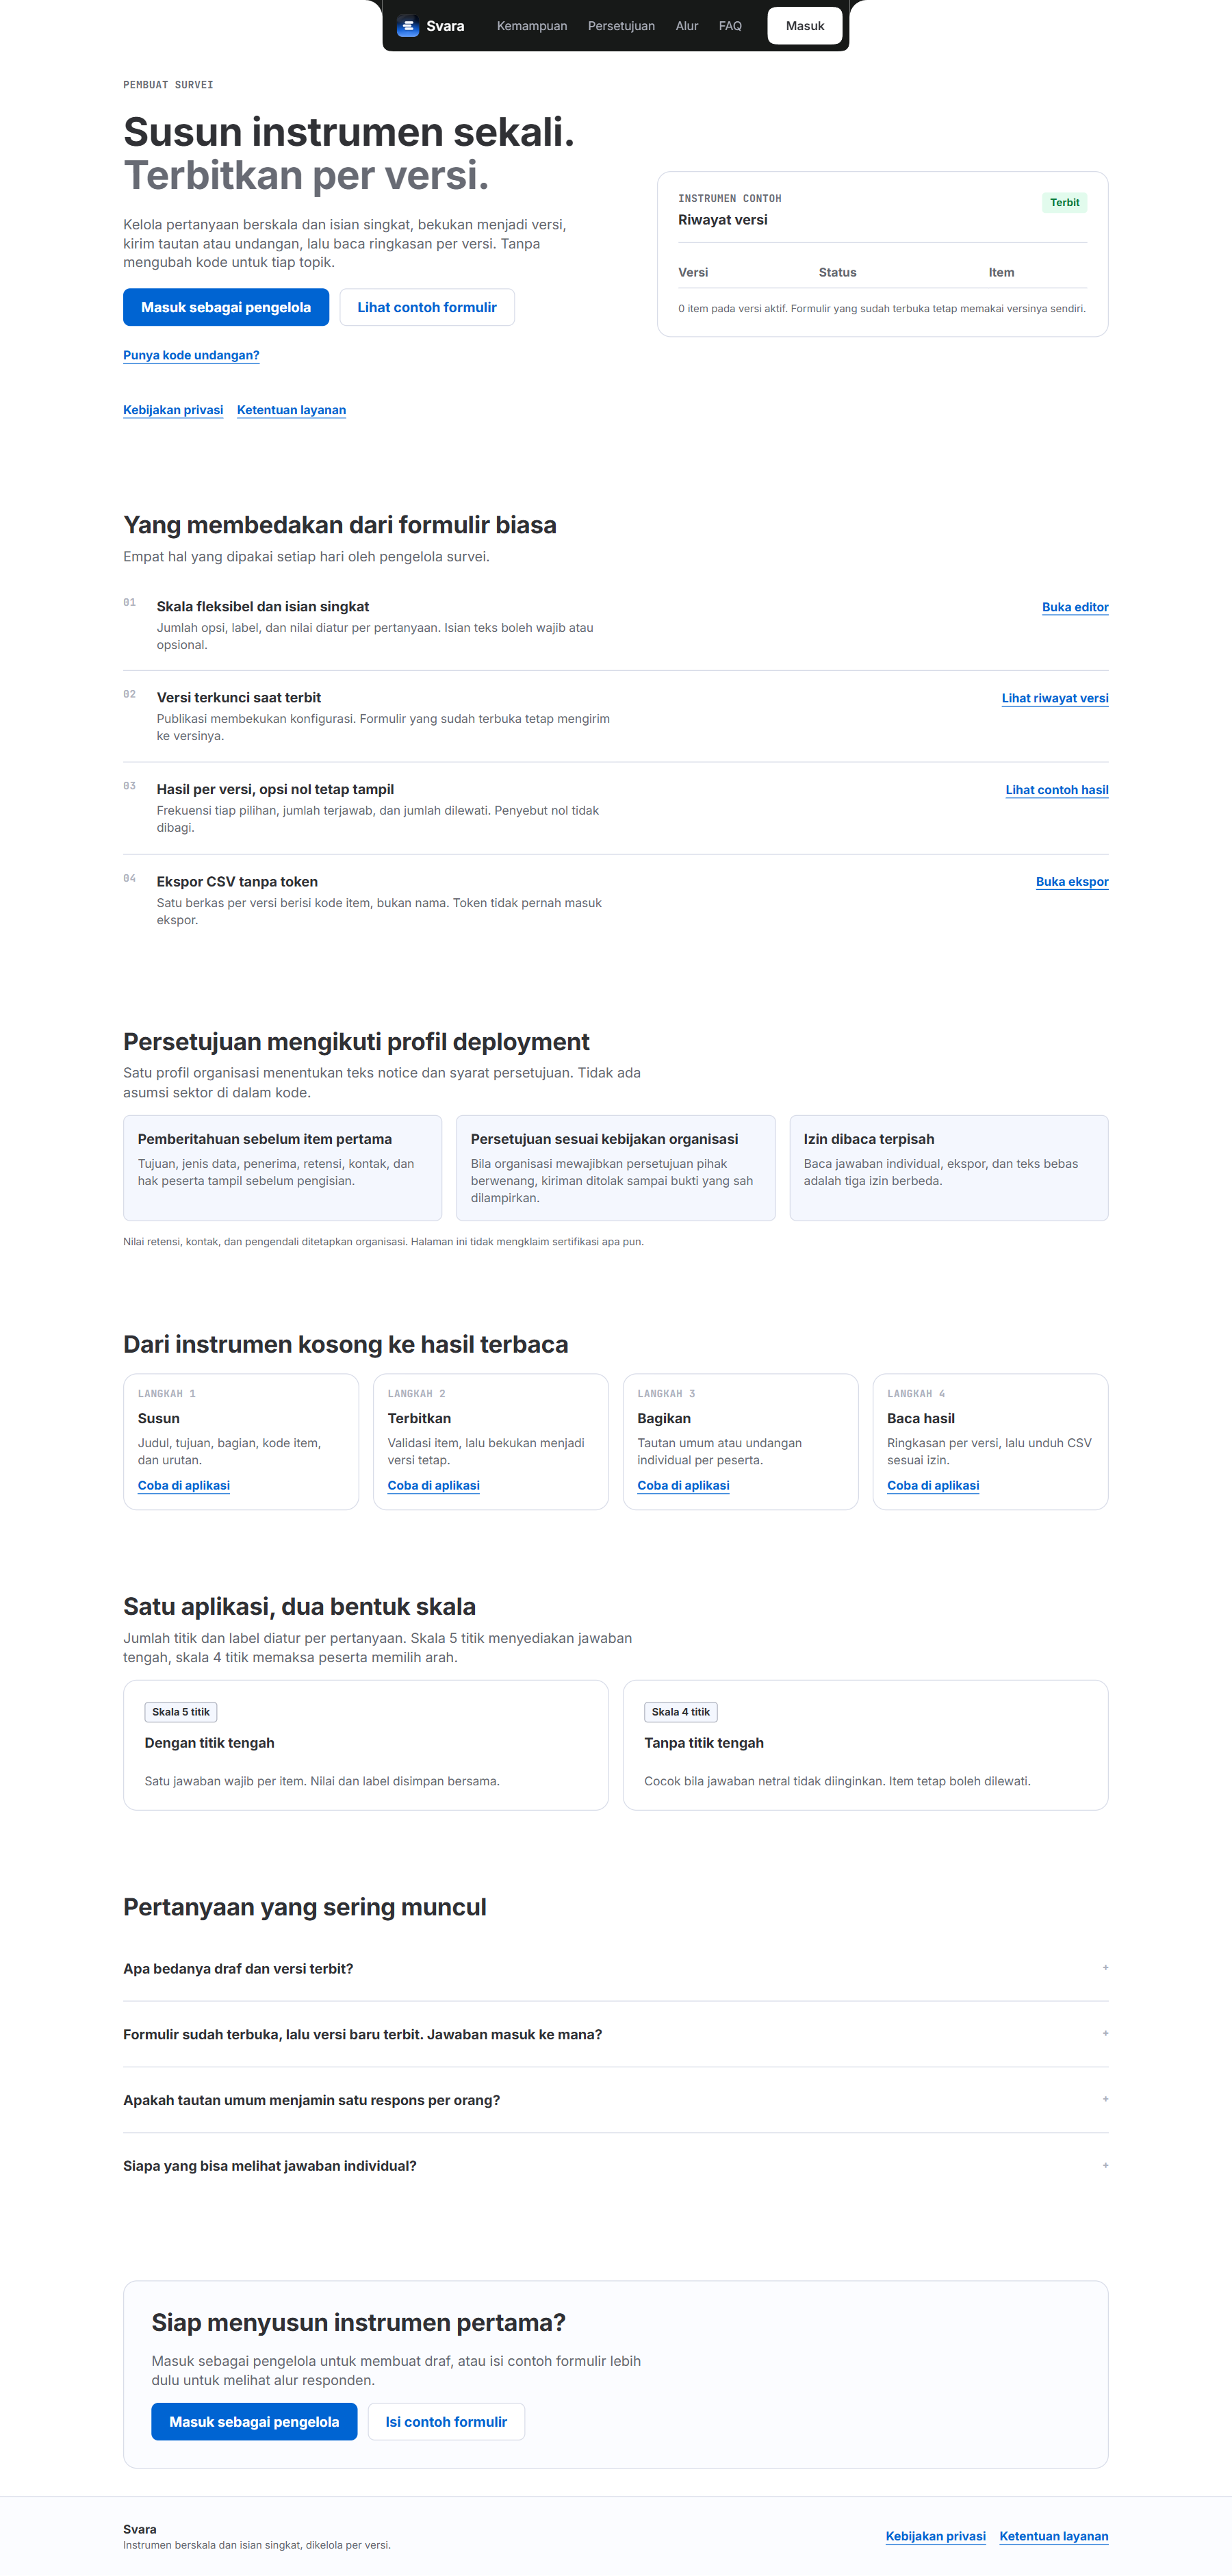 Svara
Kemampuan
Persetujuan
Alur
FAQ
Masuk
PEMBUAT SURVEI
Susun instrumen sekali.
Terbitkan per versi.
Kelola pertanyaan berskala dan isian singkat, bekukan menjadi versi,
kirim tautan atau undangan, lalu baca ringkasan per versi. Tanpa
mengubah kode untuk tiap topik.
Masuk sebagai pengelola
Lihat contoh formulir
Punya kode undangan?
Kebijakan privasi
Ketentuan layanan
INSTRUMEN CONTOH
Riwayat versi
Terbit
Versi
Status
Item
0 item pada versi aktif. Formulir yang sudah terbuka tetap memakai versinya sendiri.
Yang membedakan dari formulir biasa
Empat hal yang dipakai setiap hari oleh pengelola survei.
01
Skala fleksibel dan isian singkat
Jumlah opsi, label, dan nilai diatur per pertanyaan. Isian teks boleh wajib atau
opsional.
Buka editor
02
Versi terkunci saat terbit
Publikasi membekukan konfigurasi. Formulir yang sudah terbuka tetap mengirim
ke versinya.
Lihat riwayat versi
03
Hasil per versi, opsi nol tetap tampil
Frekuensi tiap pilihan, jumlah terjawab, dan jumlah dilewati. Penyebut nol tidak
dibagi.
Lihat contoh hasil
04
Ekspor CSV tanpa token
Satu berkas per versi berisi kode item, bukan nama. Token tidak pernah masuk
ekspor.
Buka ekspor
Persetujuan mengikuti profil deployment
Satu profil organisasi menentukan teks notice dan syarat persetujuan. Tidak ada
asumsi sektor di dalam kode.
Pemberitahuan sebelum item pertama
Tujuan, jenis data, penerima, retensi, kontak, dan
hak peserta tampil sebelum pengisian.
Persetujuan sesuai kebijakan organisasi
Bila organisasi mewajibkan persetujuan pihak
berwenang, kiriman ditolak sampai bukti yang sah
dilampirkan.
Izin dibaca terpisah
Baca jawaban individual, ekspor, dan teks bebas
adalah tiga izin berbeda.
Nilai retensi, kontak, dan pengendali ditetapkan organisasi. Halaman ini tidak mengklaim sertifikasi apa pun.
Dari instrumen kosong ke hasil terbaca
LANGKAH 1
Susun
Judul, tujuan, bagian, kode item,
dan urutan.
Coba di aplikasi
LANGKAH 2
Terbitkan
Validasi item, lalu bekukan menjadi
versi tetap.
Coba di aplikasi
LANGKAH 3
Bagikan
Tautan umum atau undangan
individual per peserta.
Coba di aplikasi
LANGKAH 4
Baca hasil
Ringkasan per versi, lalu unduh CSV
sesuai izin.
Coba di aplikasi
Satu aplikasi, dua bentuk skala
Jumlah titik dan label diatur per pertanyaan. Skala 5 titik menyediakan jawaban
tengah, skala 4 titik memaksa peserta memilih arah.
Skala 5 titik
Dengan titik tengah
Satu jawaban wajib per item. Nilai dan label disimpan bersama.
Skala 4 titik
Tanpa titik tengah
Cocok bila jawaban netral tidak diinginkan. Item tetap boleh dilewati.
Pertanyaan yang sering muncul
Apa bedanya draf dan versi terbit?
+
Formulir sudah terbuka, lalu versi baru terbit. Jawaban masuk ke mana?
+
Apakah tautan umum menjamin satu respons per orang?
+
Siapa yang bisa melihat jawaban individual?
+
Siap menyusun instrumen pertama?
Masuk sebagai pengelola untuk membuat draf, atau isi contoh formulir lebih
dulu untuk melihat alur responden.
Masuk sebagai pengelola
Isi contoh formulir
Svara
Instrumen berskala dan isian singkat, dikelola per versi.
Kebijakan privasi
Ketentuan layanan